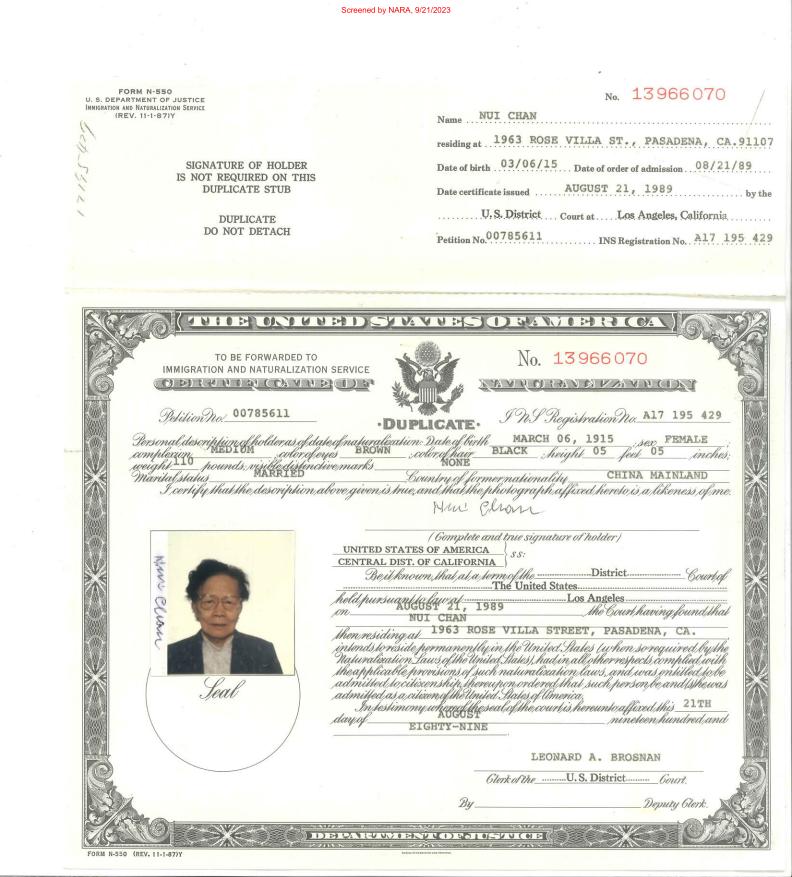 Screened by NARA, 9/21/2023
FORM N-550
U. S. DEPARTMENT OF JUSTICE
IMMIGRATION AND NATURALIZATION SERVICE
(REV. 11-1-87)Y
SIGNATURE OF HOLDER
IS NOT REQUIRED ON THIS
DUPLICATE STUB
DUPLICATE
DO NOT DETACH
No. 13966070
Name NUI CHAN
residing at 1963 ROSE VILLA ST., PASADENA, CA.91107
Date of birth 03/06/15 Date of order of admission 08/21/89
Date certificate issued AUGUST 21, 1989 by the
U.S. District Court at Los Angeles, California
Petition No. 00785611 INS Registration No. A17 195 429
THE UNITED STATES OF AMERICA
TO BE FORWARDED TO
IMMIGRATION AND NATURALIZATION SERVICE
No. 13966070
CERTIFICATE OF NATURALIZATION
Petition No. 00785611
·DUPLICATE·
INS Registration No. A17 195 429
Personal description of holder as of date of naturalization: Date of birth MARCH 06, 1915 sex FEMALE
complexion MEDIUM color of eyes BROWN color of hair BLACK height 05 feet 05 inches;
weight 110 pounds, visible distinctive marks NONE
Marital status MARRIED Country of former nationality CHINA MAINLAND
I certify that the description above given is true, and that the photograph affixed hereto is a likeness of me.
Nui Chan
(Complete and true signature of holder)
Nui Chan
Seal
UNITED STATES OF AMERICA
CENTRAL DIST. OF CALIFORNIA
ss:
Be it known, that at a term of the District Court of
The United States
held pursuant to law at Los Angeles
on AUGUST 21, 1989 the Court having found that
NUI CHAN
then residing at 1963 ROSE VILLA STREET, PASADENA, CA.
intends to reside permanently in the United States (when so required by the
Naturalization Laws of the United States), had in all other respects complied with
the applicable provisions of such naturalization laws, and was entitled to be
admitted to citizenship, thereupon ordered that such person be and (s)he was
admitted as a citizen of the United States of America.
In testimony whereof the seal of the court is hereunto affixed this 21TH
day of AUGUST nineteen hundred and
EIGHTY-NINE
LEONARD A. BROSNAN
Clerk of the U.S. District Court.
By Deputy Clerk.
DEPARTMENT OF JUSTICE
FORM N-550 (REV. 11-1-87)Y